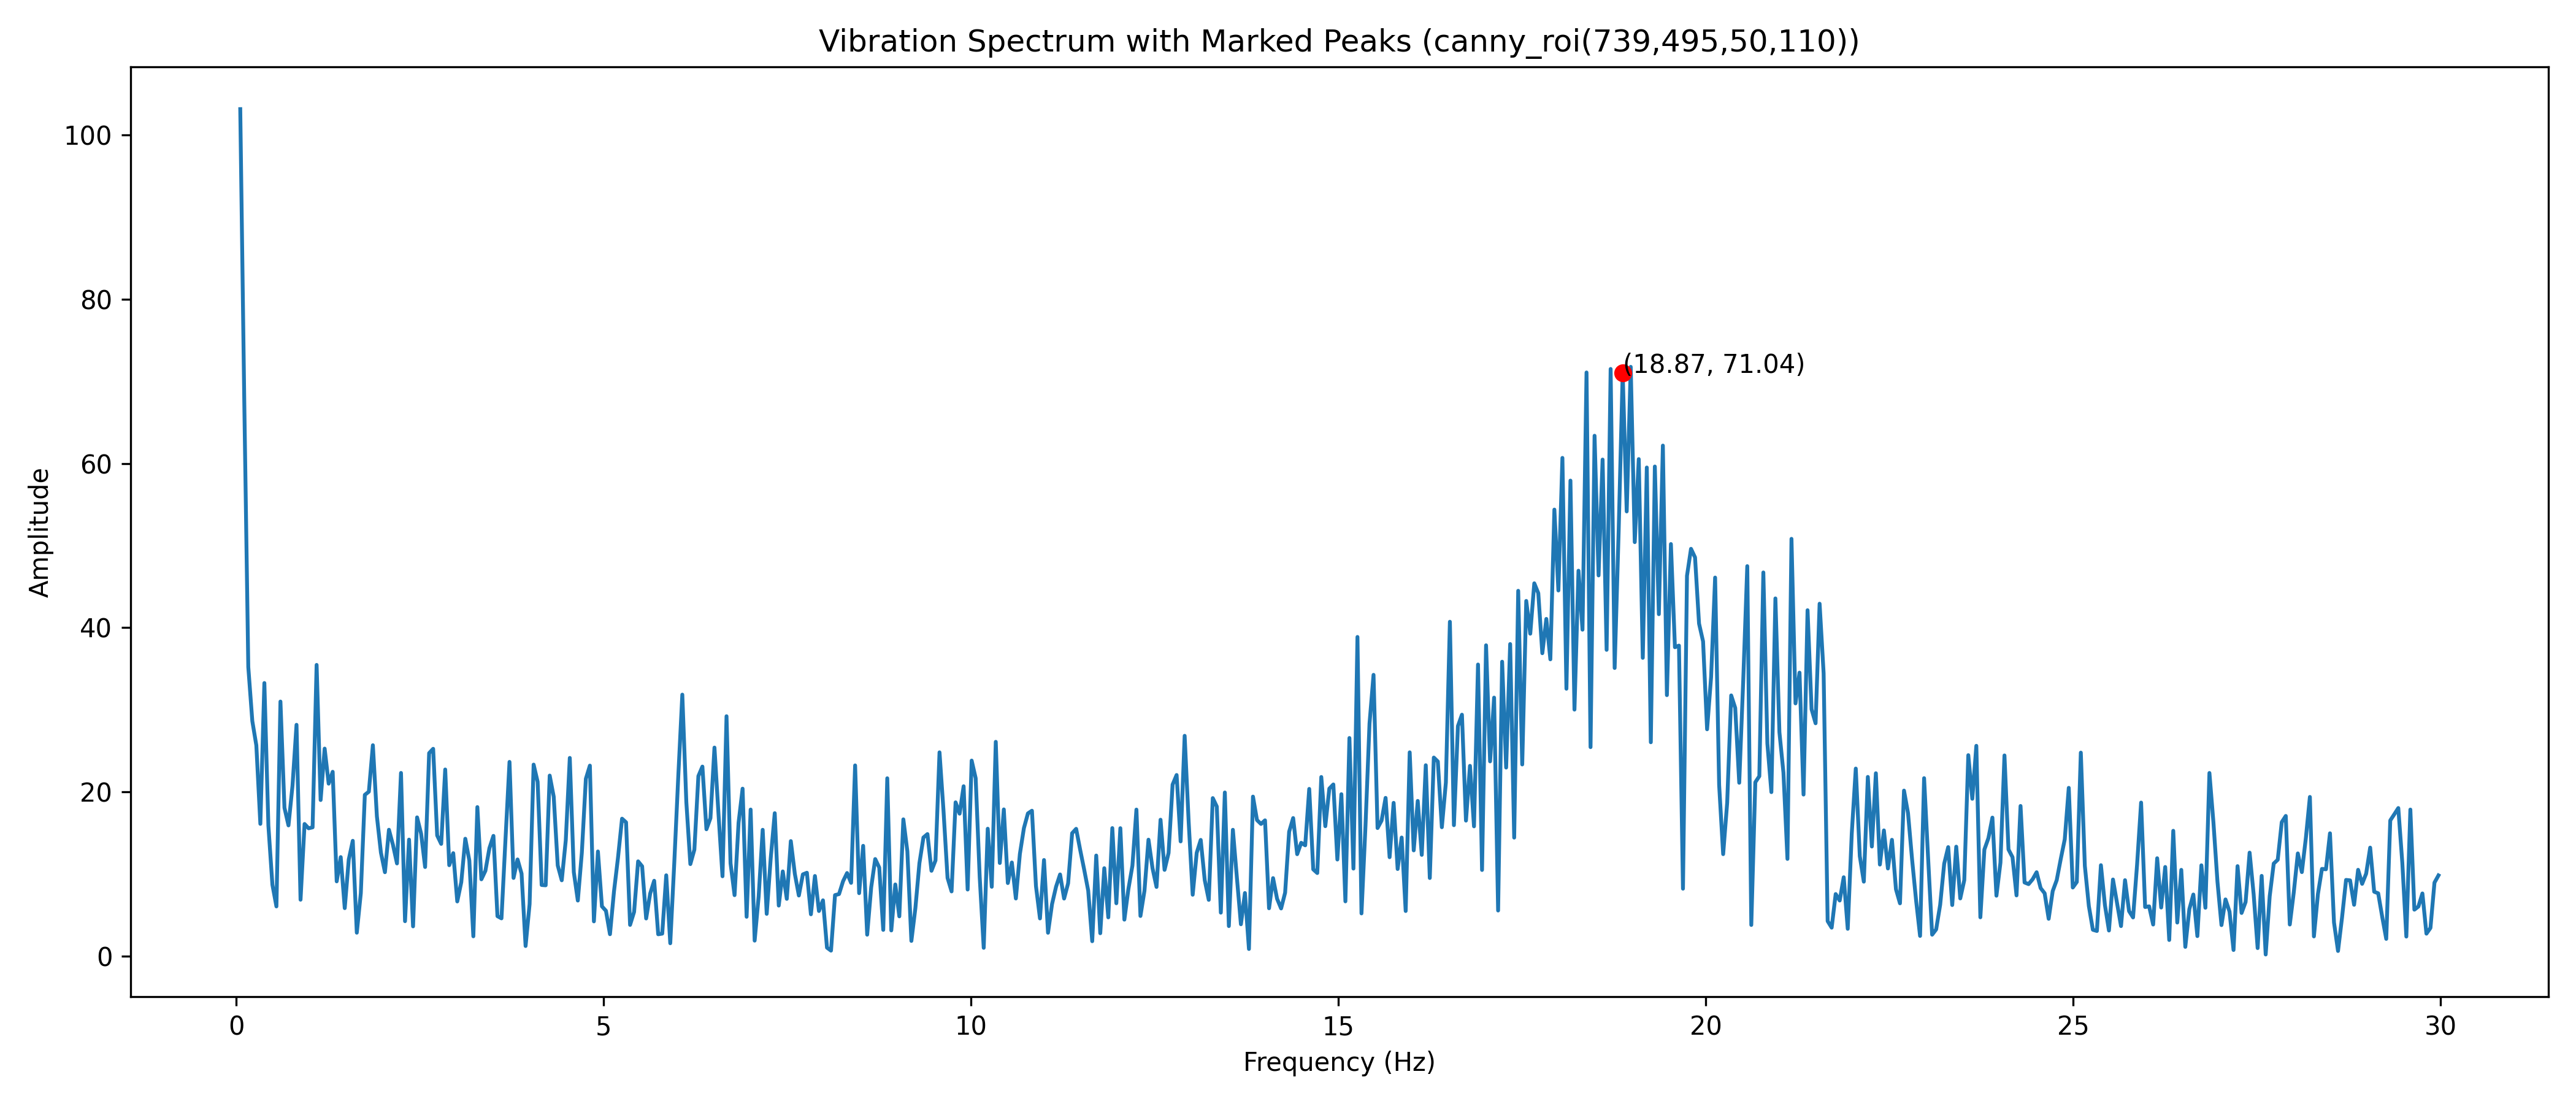 Vibration Spectrum with Marked Peaks (canny_roi(739,495,50,110))
100
80
60
40
20
0
Amplitude
(18.87, 71.04)
0 5 10 15 20 25 30
Frequency (Hz)